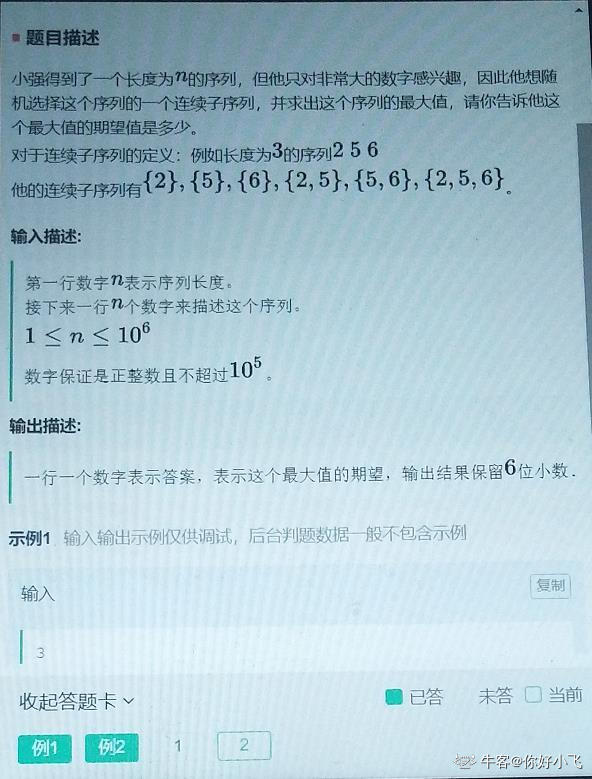 题目描述
小强得到了一个长度为n的序列，但他只对非常大的数字感兴趣，因此他想随
机选择这个序列的一个连续子序列，并求出这个序列的最大值，请你告诉他这
个最大值的期望值是多少。
对于连续子序列的定义：例如长度为3的序列2 5 6
他的连续子序列有{2}, {5}, {6}, {2, 5}, {5, 6}, {2, 5, 6}。
输入描述:
第一行数字n表示序列长度。
接下来一行n个数字来描述这个序列。
1 ≤ n ≤ 10⁶
数字保证是正整数且不超过10⁵。
输出描述:
一行一个数字表示答案，表示这个最大值的期望，输出结果保留6位小数.
示例1 输入输出示例仅供调试，后台判题数据一般不包含示例
输入 复制
3
收起答题卡 已答 未答 当前
例1 例2 1 2
牛客@你好小飞